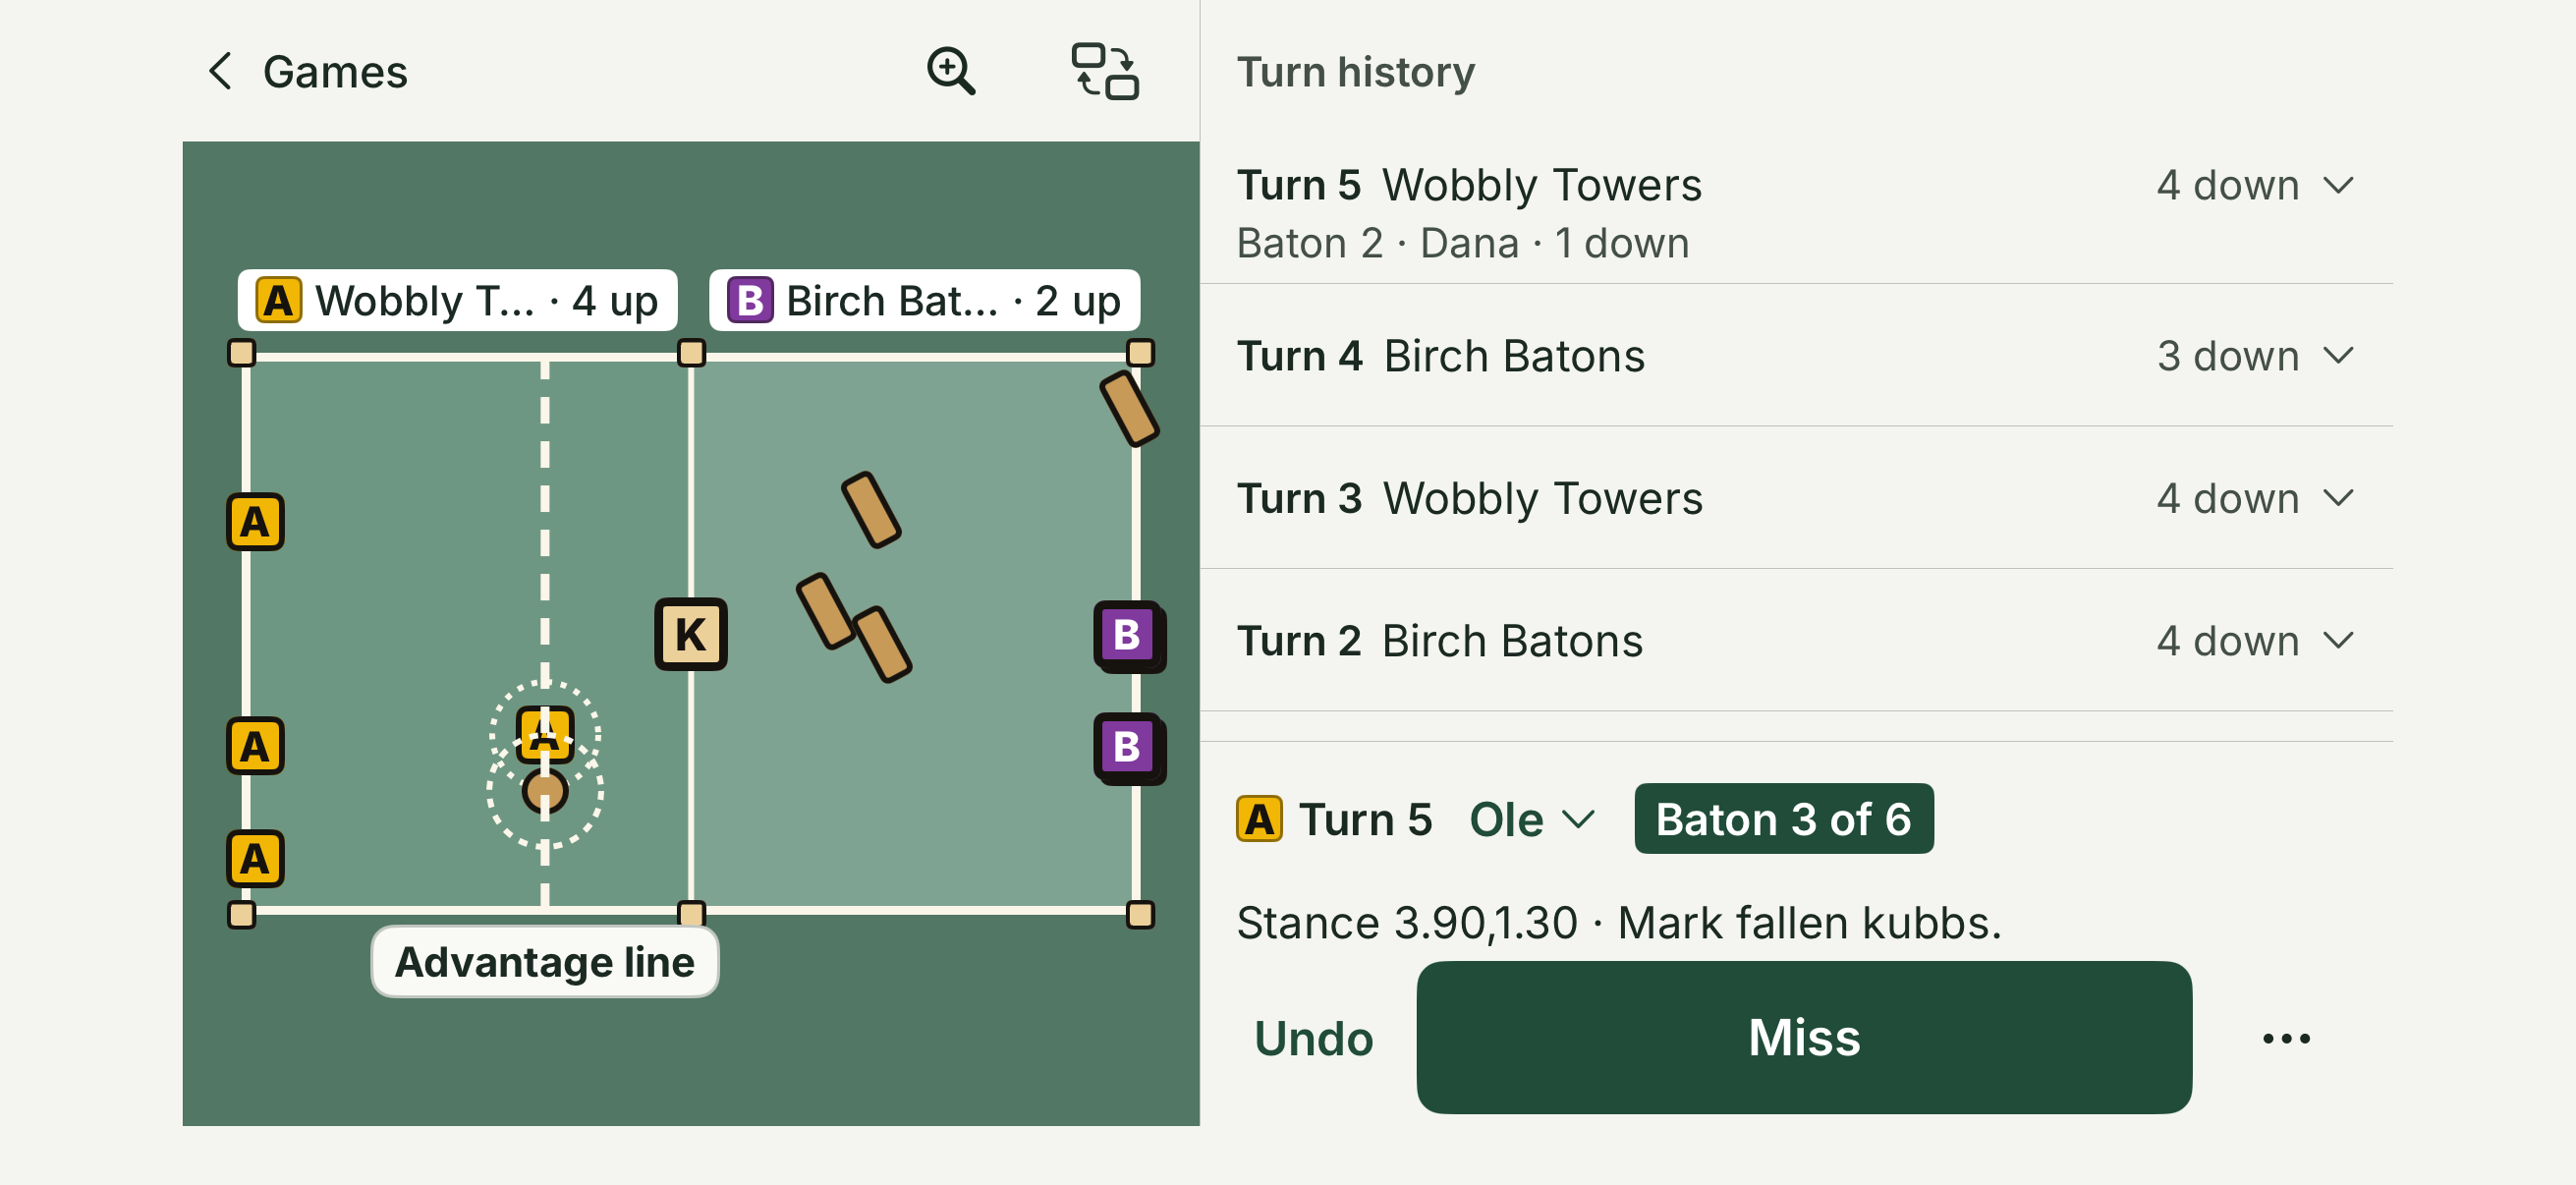 Games
A Wobbly T... · 4 up
B Birch Bat... · 2 up
A
K
B
A
A
B
A
Advantage line
Turn history
Turn 5 Wobbly Towers 4 down
Baton 2 · Dana · 1 down
Turn 4 Birch Batons 3 down
Turn 3 Wobbly Towers 4 down
Turn 2 Birch Batons 4 down
A Turn 5 Ole Baton 3 of 6
Stance 3.90,1.30 · Mark fallen kubbs.
Undo Miss